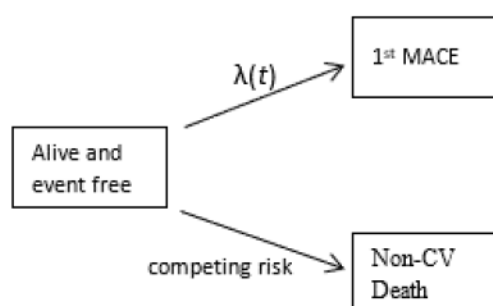 1st MACE
λ(t)
Alive and
event free
competing risk
Non-CV
Death